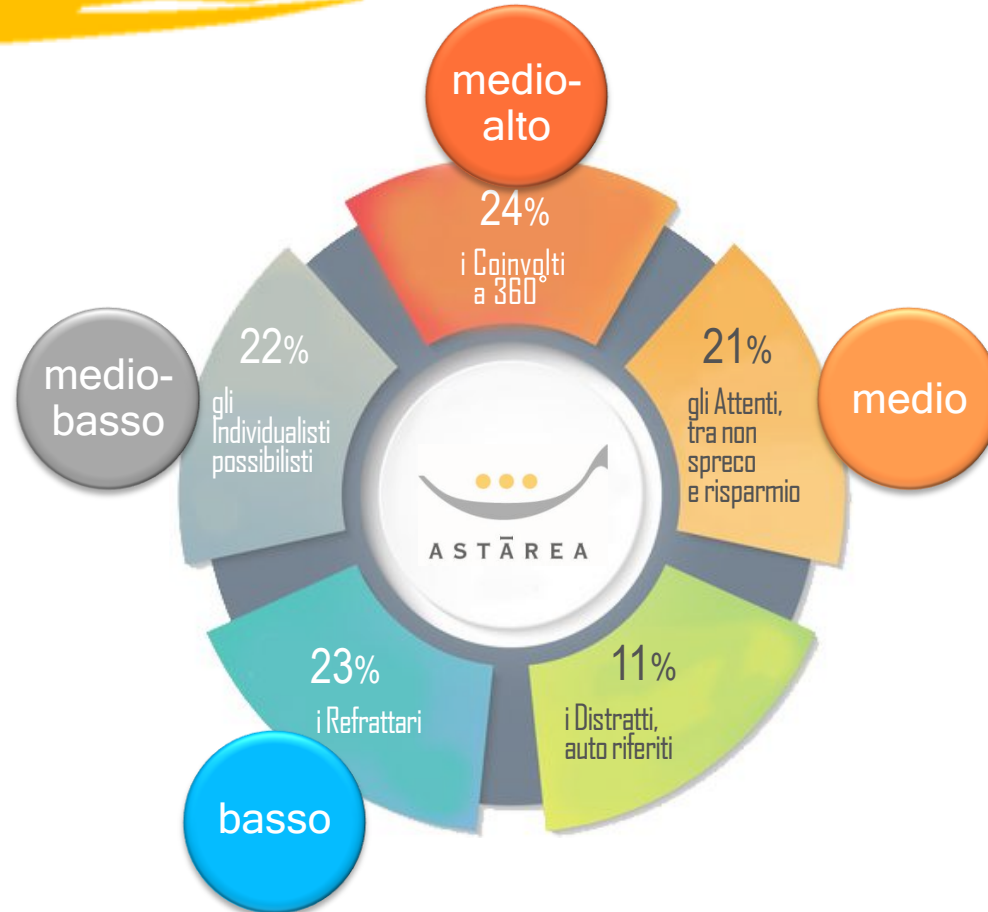 medio-
alto
24%
i Coinvolti
a 360°
21%
gli Attenti,
tra non
spreco
e risparmio
medio
11%
i Distratti,
auto riferiti
23%
i Refrattari
basso
22%
gli
Individualisti
possibilisti
medio-
basso
ASTĀREA